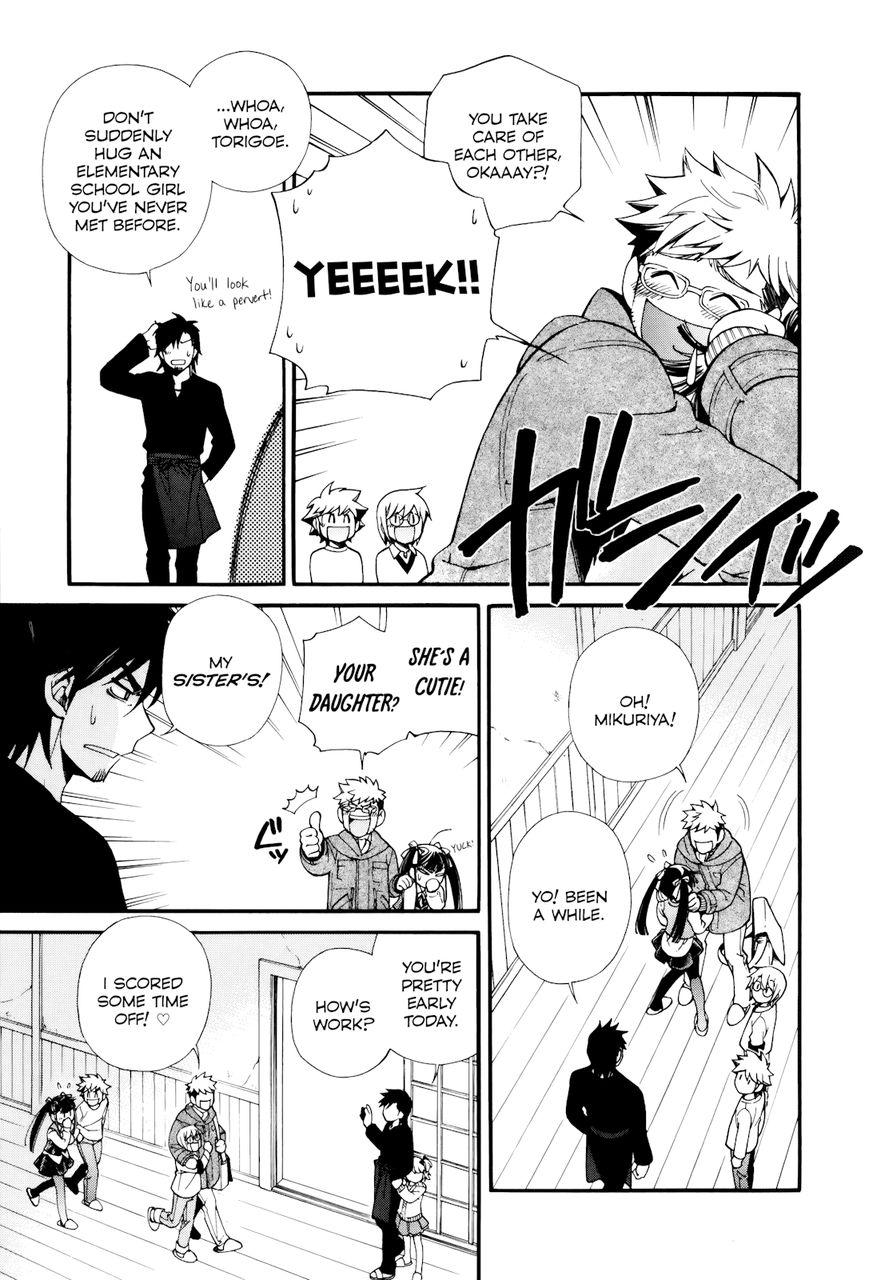 YOU TAKE
CARE OF
EACH OTHER,
OKAAAY?!
YEEEEK!!
ガシイッ
...WHOA,
WHOA,
TORIGOE.
DON'T
SUDDENLY
HUG AN
ELEMENTARY
SCHOOL GIRL
YOU'VE NEVER
MET BEFORE.
You'll look
like a pervert!
OH!
MIKURIYA!
YO! BEEN
A WHILE.
SHE'S A
CUTIE!
YOUR
DAUGHTER?
YUCK!
グッ
MY
SISTER'S!
YOU'RE
PRETTY
EARLY
TODAY.
HOW'S
WORK?
I SCORED
SOME TIME
OFF! ♡